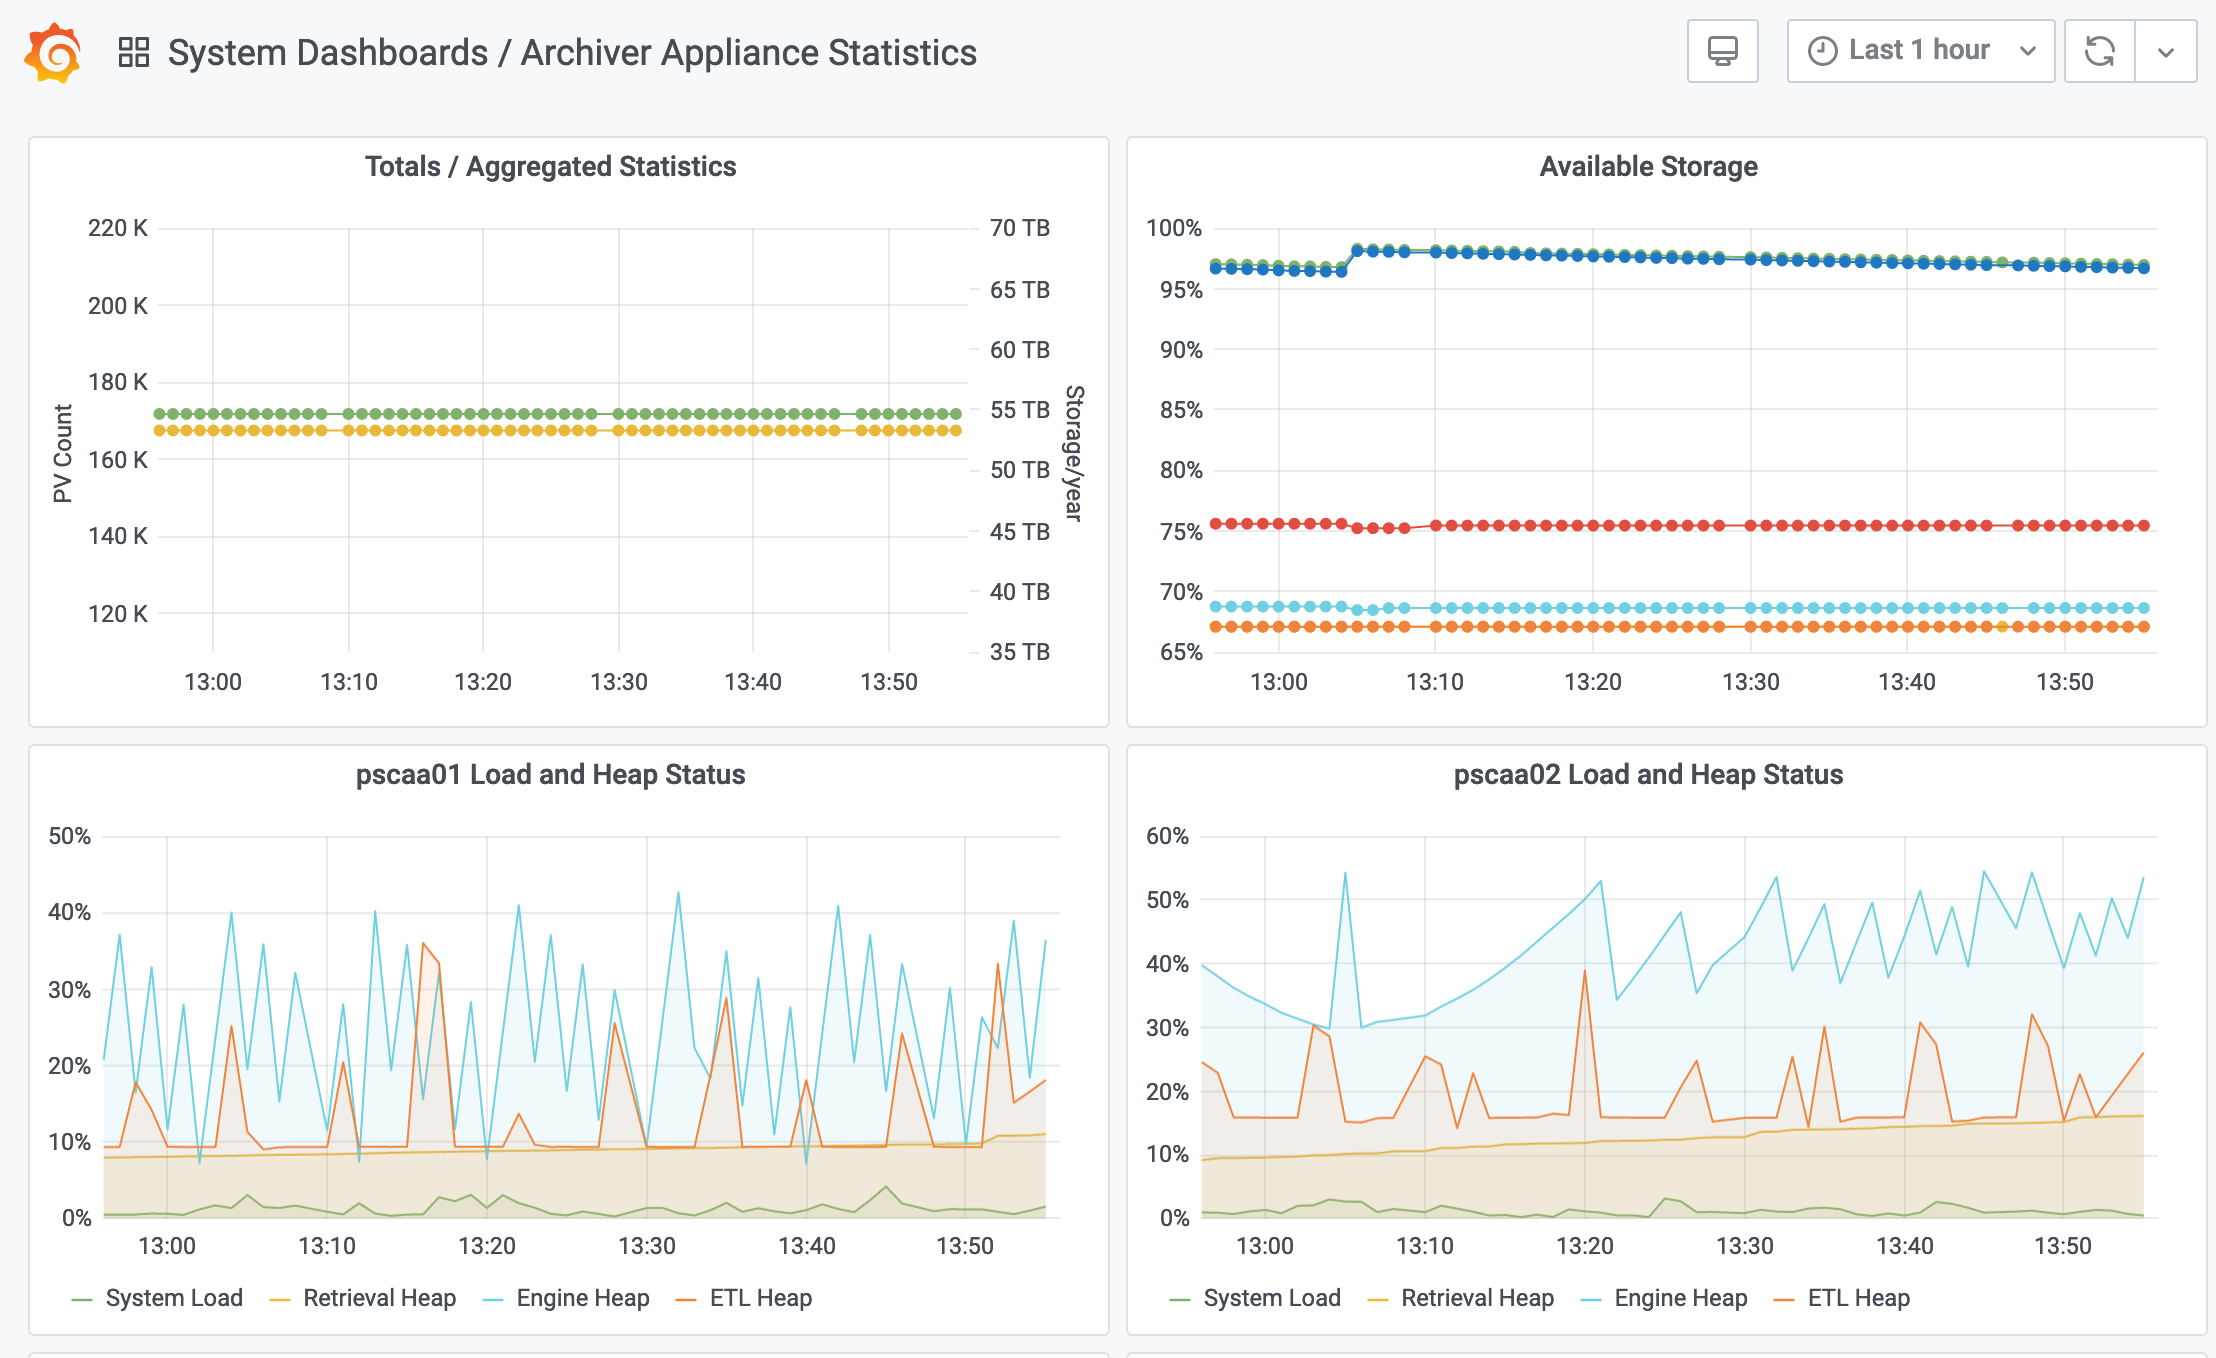 System Dashboards / Archiver Appliance Statistics
Last 1 hour
Totals / Aggregated Statistics
220 K
200 K
180 K
160 K
140 K
120 K
PV Count
70 TB
65 TB
60 TB
55 TB
50 TB
45 TB
40 TB
35 TB
Storage/year
13:00 13:10 13:20 13:30 13:40 13:50
Available Storage
100%
95%
90%
85%
80%
75%
70%
65%
13:00 13:10 13:20 13:30 13:40 13:50
pscaa01 Load and Heap Status
50%
40%
30%
20%
10%
0%
13:00 13:10 13:20 13:30 13:40 13:50
System Load Retrieval Heap Engine Heap ETL Heap
pscaa02 Load and Heap Status
60%
50%
40%
30%
20%
10%
0%
13:00 13:10 13:20 13:30 13:40 13:50
System Load Retrieval Heap Engine Heap ETL Heap